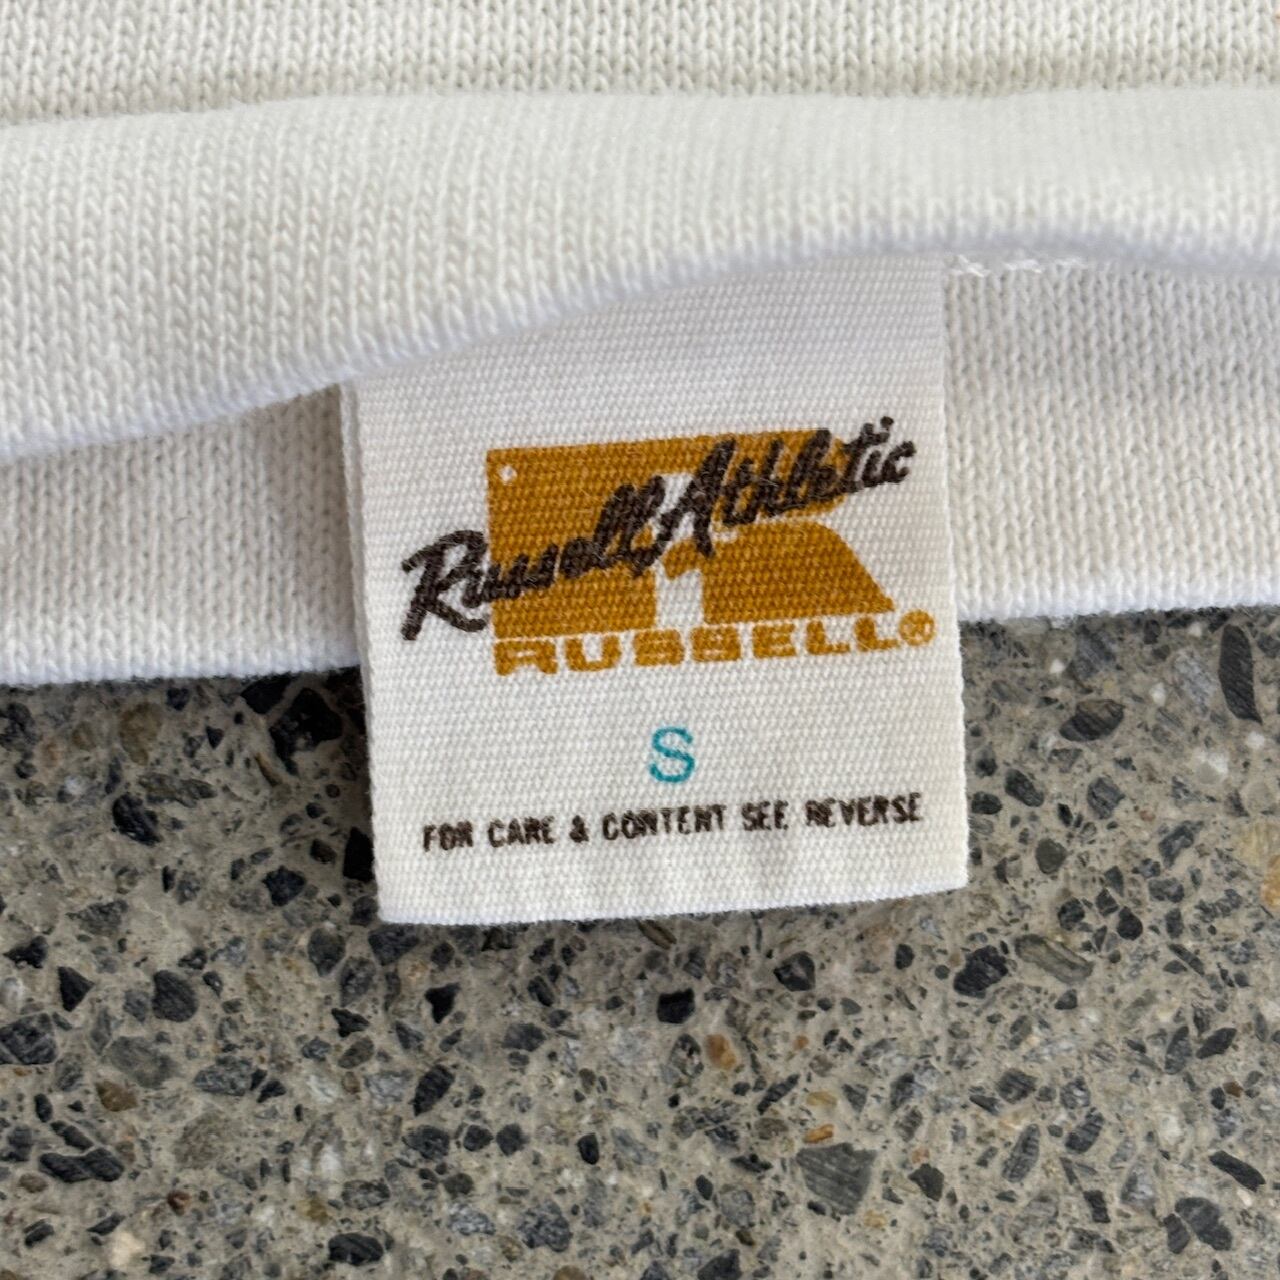 Russell Athletic
RUSSELL®
S
FOR CARE & CONTENT SEE REVERSE